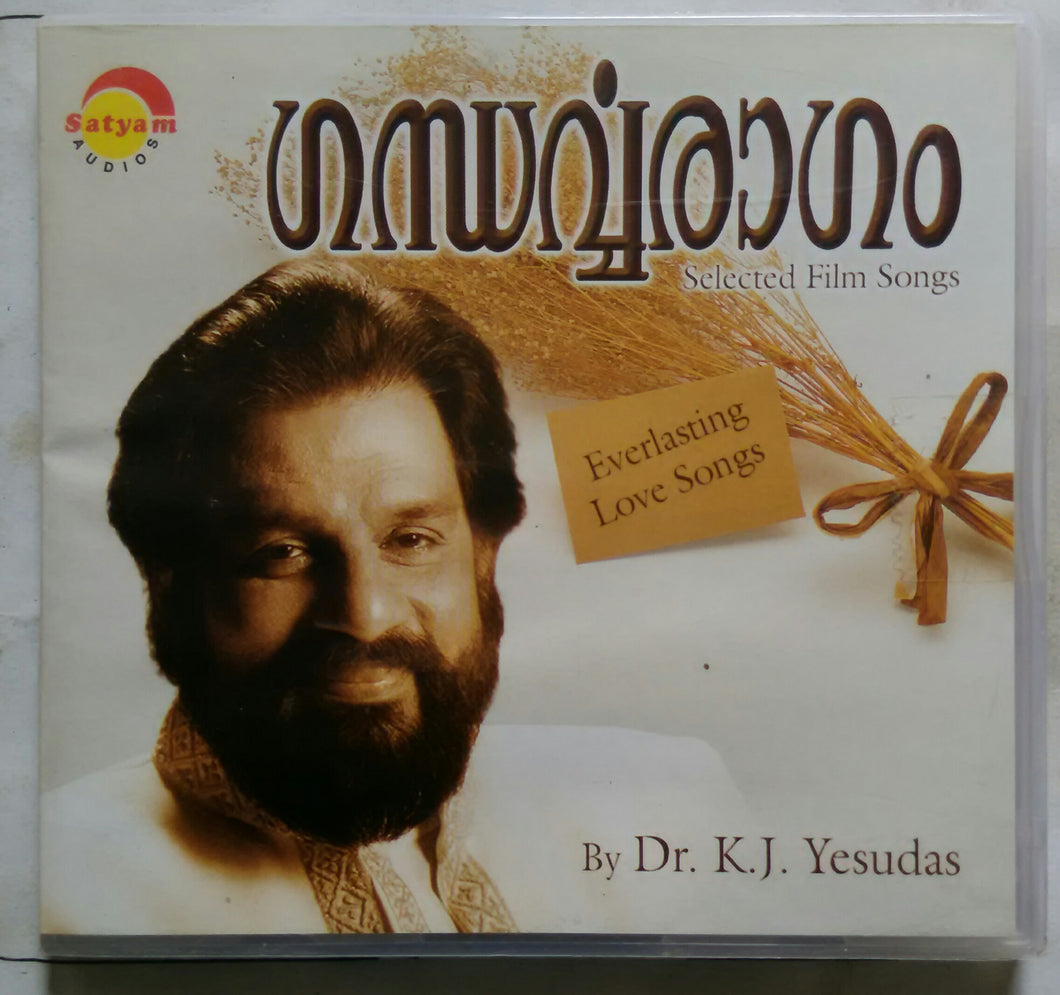 Satyam
AUDIOS
ഗന്ധർവ്വരാഗം
Selected Film Songs
Everlasting
Love Songs
By Dr. K.J. Yesudas